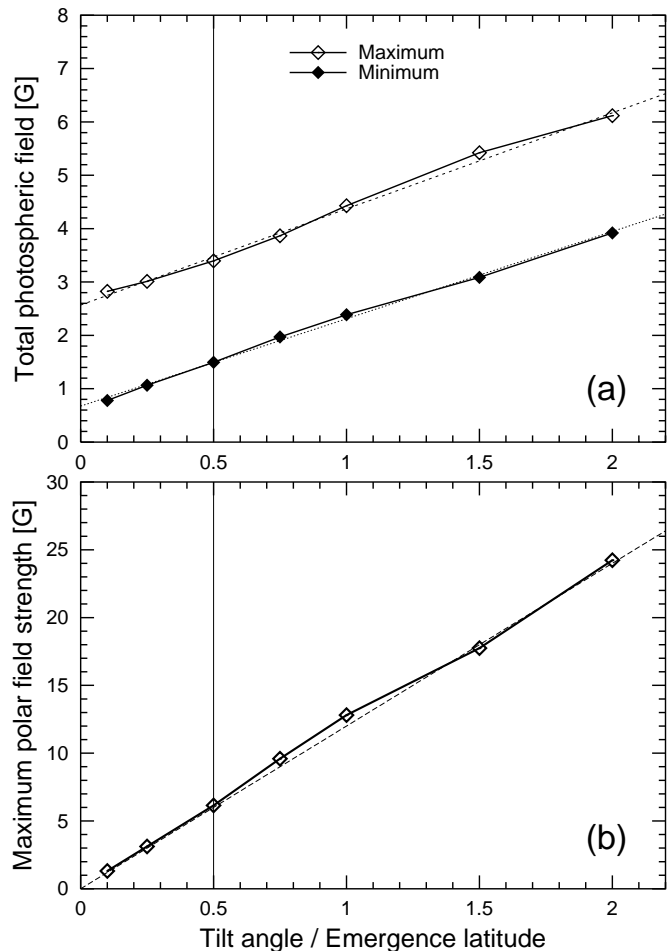 8
7
6
5
4
3
2
1
0
Total photospheric field [G]
Maximum
Minimum
(a)
0 0.5 1 1.5 2
30
25
20
15
10
5
0
Maximum polar field strength [G]
(b)
0 0.5 1 1.5 2
Tilt angle / Emergence latitude